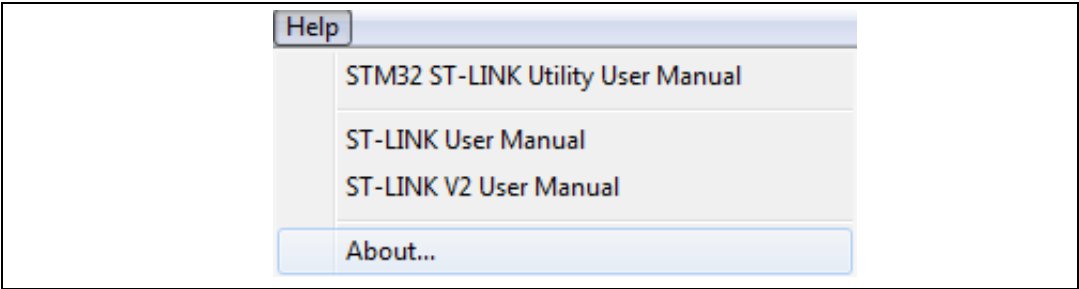 Help
STM32 ST-LINK Utility User Manual
ST-LINK User Manual
ST-LINK V2 User Manual
About...